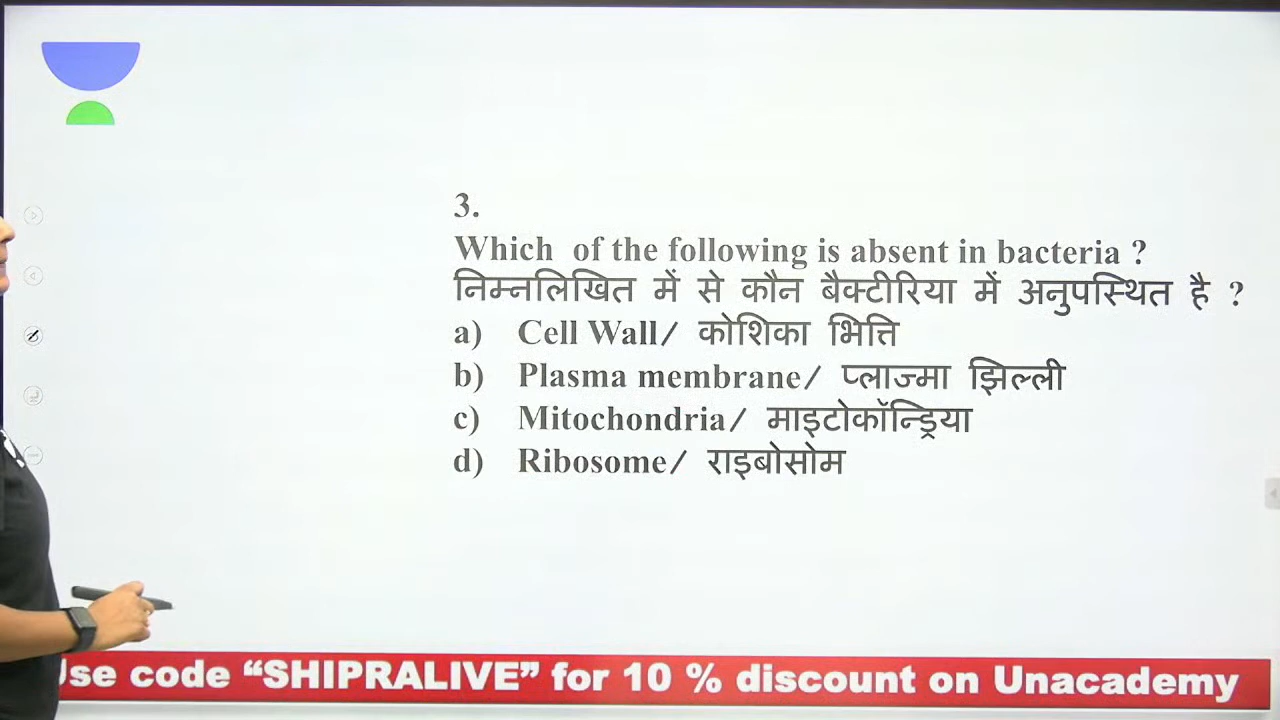 3.
Which of the following is absent in bacteria ?
निम्नलिखित में से कौन बैक्टीरिया में अनुपस्थित है ?
a) Cell Wall/ कोशिका भित्ति
b) Plasma membrane/ प्लाज्मा झिल्ली
c) Mitochondria/ माइटोकॉन्ड्रिया
d) Ribosome/ राइबोसोम
Use code “SHIPRALIVE” for 10 % discount on Unacademy